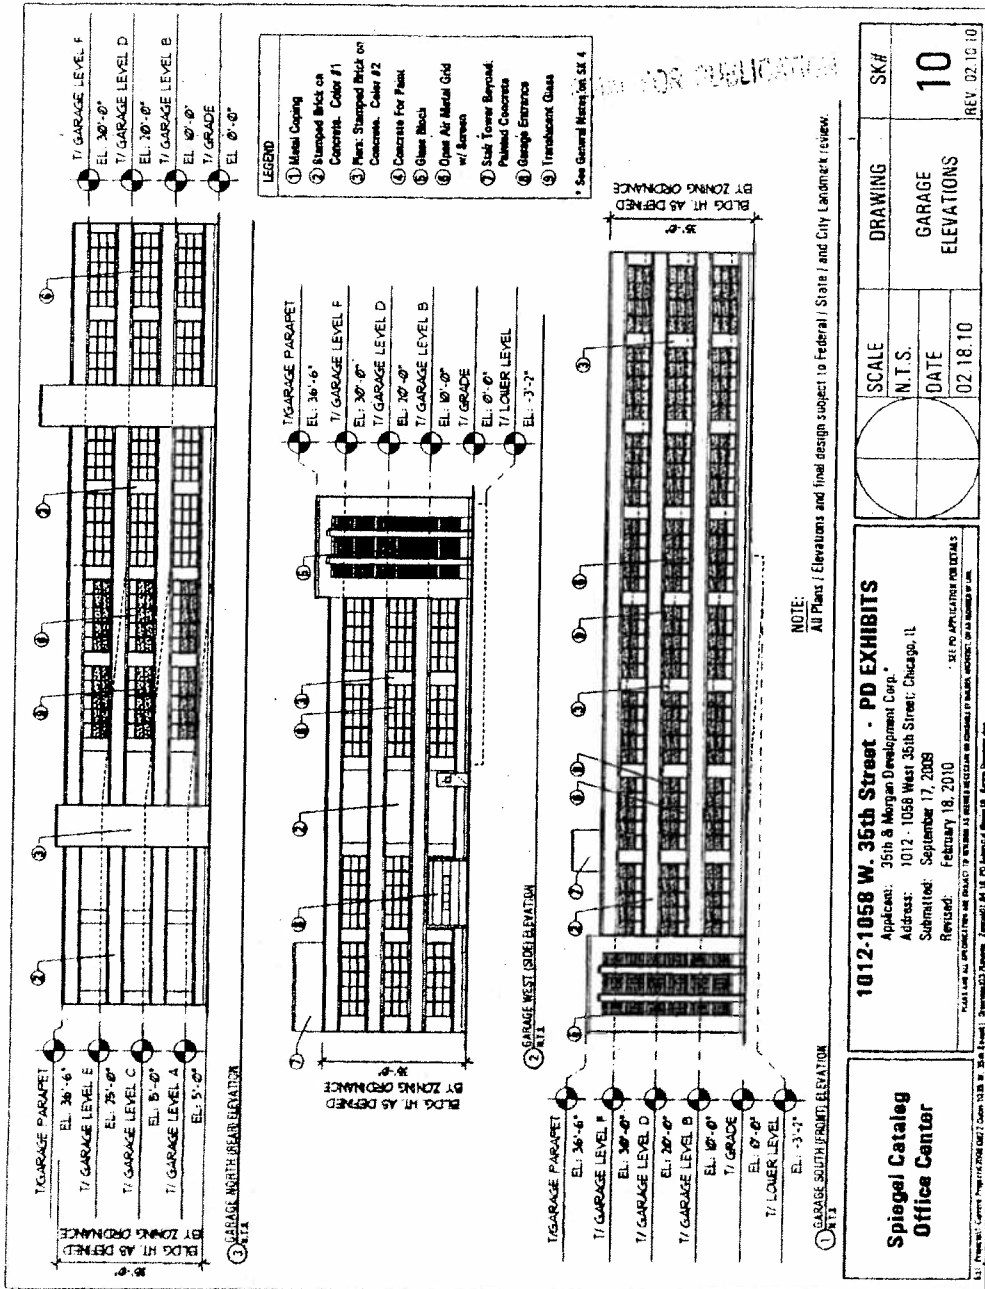 T/GARAGE PARAPET
EL: 36'-6"
T/ GARAGE LEVEL E
EL: 25'-0"
T/ GARAGE LEVEL C
EL: 15'-0"
T/ GARAGE LEVEL A
EL: 5'-0"
BLDG HT. AS DEFINED
BY ZONING ORDINANCE
T/ GARAGE LEVEL F
EL: 30'-0"
T/ GARAGE LEVEL D
EL: 20'-0"
T/ GARAGE LEVEL B
EL: 10'-0"
T/ GRADE
EL: 0'-0"
3 GARAGE NORTH (REAR) ELEVATION
N.T.S.
LEGEND
1 Metal Coping
2 Stamped Brick on
Concrete. Color #1
3 Piers: Stamped Brick on
Concrete. Color #2
4 Concrete For Paint
5 Glass Block
6 Open Air Metal Grid
w/ Screen
7 Stair Tower Beyond.
Painted Concrete
8 Garage Entrance
9 Translucent Glass
* See General Notes on SK 4
FOR PUBLICATION
BLDG. HT. AS DEFINED
BY ZONING ORDINANCE
T/GARAGE PARAPET
EL: 36'-6"
T/ GARAGE LEVEL F
EL: 30'-0"
T/ GARAGE LEVEL D
EL: 20'-0"
T/ GARAGE LEVEL B
EL: 10'-0"
T/ GRADE
EL: 0'-0"
T/ LOWER LEVEL
EL: -3'-2"
2 GARAGE WEST (SIDE) ELEVATION
N.T.S.
T/GARAGE PARAPET
EL: 36'-6"
T/ GARAGE LEVEL F
EL: 30'-0"
T/ GARAGE LEVEL D
EL: 20'-0"
T/ GARAGE LEVEL B
EL: 10'-0"
T/ GRADE
EL: 0'-0"
T/ LOWER LEVEL
EL: -3'-2"
BLDG HT. AS DEFINED
BY ZONING ORDINANCE
1 GARAGE SOUTH (FRONT) ELEVATION
N.T.S.
NOTE:
All Plans / Elevations and final design subject to Federal / State / and City Landmark review.
Spiegel Catalog
Office Center
1012-1058 W. 35th Street - PD EXHIBITS
Applicant: 35th & Morgan Development Corp.*
Address: 1012 - 1058 West 35th Street; Chicago, IL
Submitted: September 17, 2009
Revised: February 18, 2010
* SEE PD APPLICATION FOR DETAILS
SCALE
N.T.S.
DATE
02.18.10
DRAWING
GARAGE
ELEVATIONS
SK#
10
REV. 02.10.10